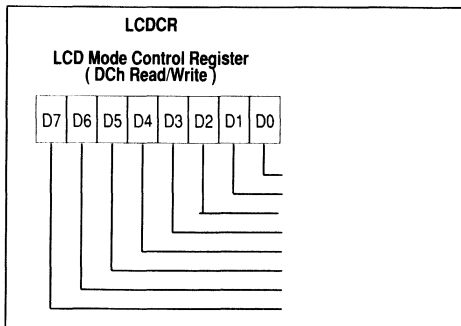 LCDCR
LCD Mode Control Register
( DCh Read/Write )
D7 D6 D5 D4 D3 D2 D1 D0